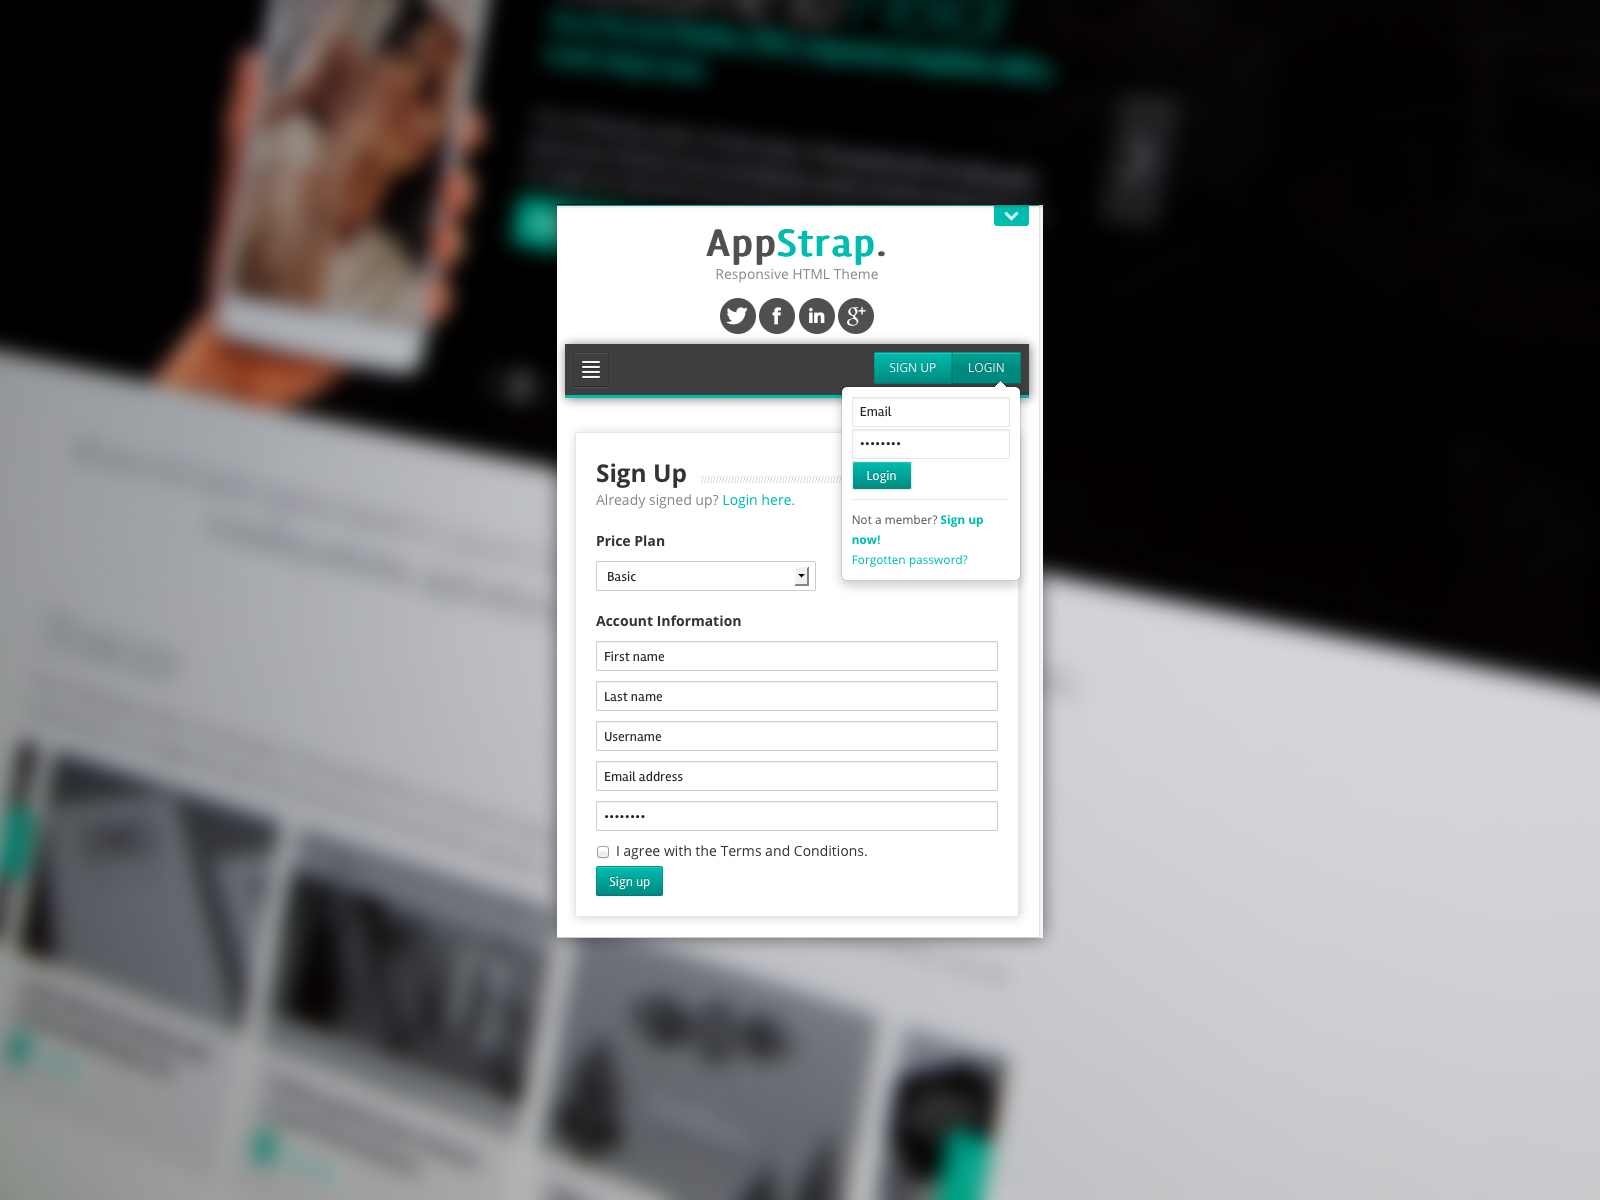 AppStrap.
Responsive HTML Theme
SIGN UP
LOGIN
Email
••••••••
Login
Not a member? Sign up
now!
Forgotten password?
Sign Up
Already signed up? Login here.
Price Plan
Basic
Account Information
First name
Last name
Username
Email address
••••••••
I agree with the Terms and Conditions.
Sign up